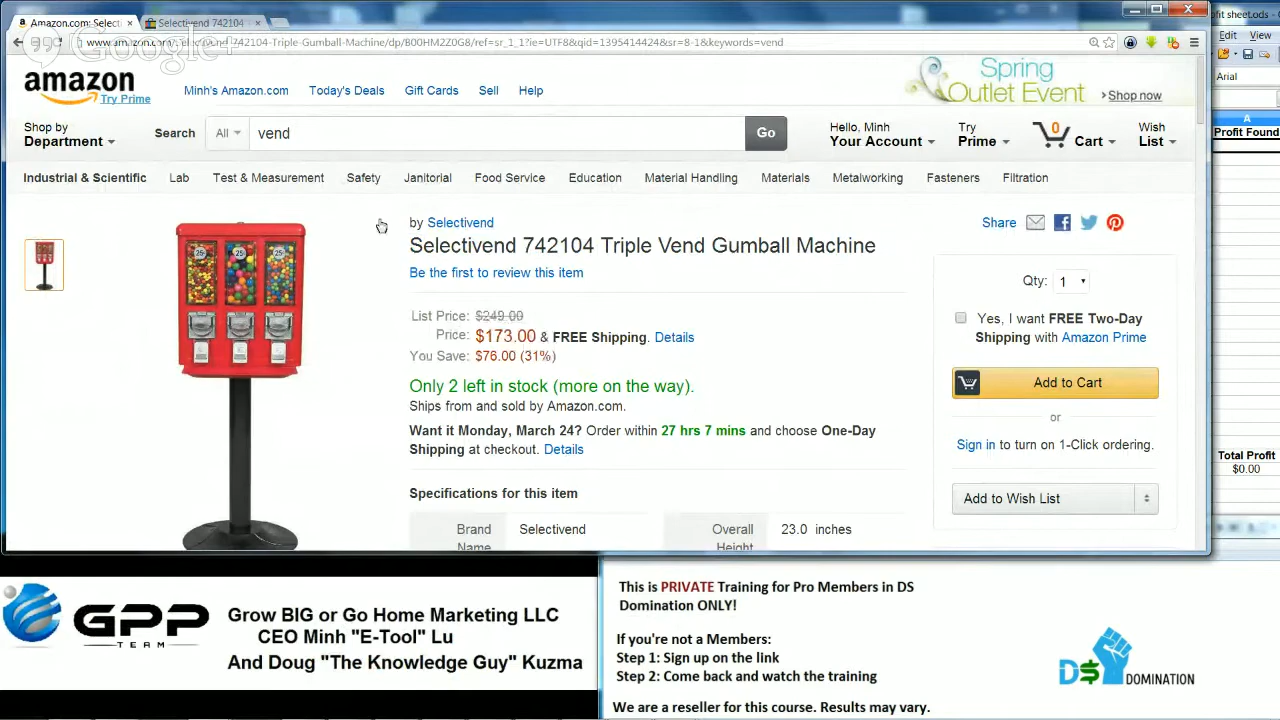 Amazon.com: Selecti
Selectivend 742104
Google+
www.amazon.com/Selectivend-742104-Triple-Gumball-Machine/dp/B00HM2Z0G8/ref=sr_1_1?ie=UTF8&qid=1395414424&sr=8-1&keywords=vend
amazon
Try Prime
Minh's Amazon.com
Today's Deals
Gift Cards
Sell
Help
Spring
Outlet Event
Shop now
Shop by
Department
Search
All
vend
Go
Hello, Minh
Your Account
Try
Prime
0
Cart
Wish
List
Industrial & Scientific
Lab
Test & Measurement
Safety
Janitorial
Food Service
Education
Material Handling
Materials
Metalworking
Fasteners
Filtration
by Selectivend
Selectivend 742104 Triple Vend Gumball Machine
Be the first to review this item
List Price: $249.00
Price: $173.00 & FREE Shipping. Details
You Save: $76.00 (31%)
Only 2 left in stock (more on the way).
Ships from and sold by Amazon.com.
Want it Monday, March 24? Order within 27 hrs 7 mins and choose One-Day
Shipping at checkout. Details
Specifications for this item
Brand
Name
Selectivend
Overall
Height
23.0 inches
25¢
25
25¢
Share
Qty: 1
Yes, I want FREE Two-Day
Shipping with Amazon Prime
Add to Cart
or
Sign in to turn on 1-Click ordering.
Add to Wish List
ofit sheet.ods - 
Edit
View
Arial
A
Profit Found
Total Profit
$0.00
GPP
TEAM
Grow BIG or Go Home Marketing LLC
CEO Minh "E-Tool" Lu
And Doug "The Knowledge Guy" Kuzma
This is PRIVATE Training for Pro Members in DS
Domination ONLY!
If you're not a Members:
Step 1: Sign up on the link
Step 2: Come back and watch the training
We are a reseller for this course. Results may vary.
D$ DOMINATION